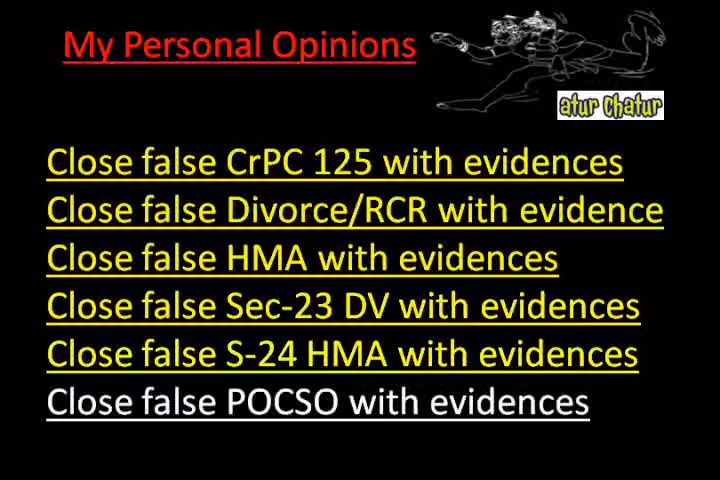 My Personal Opinions
atur Chatur
Close false CrPC 125 with evidences
Close false Divorce/RCR with evidence
Close false HMA with evidences
Close false Sec-23 DV with evidences
Close false S-24 HMA with evidences
Close false POCSO with evidences